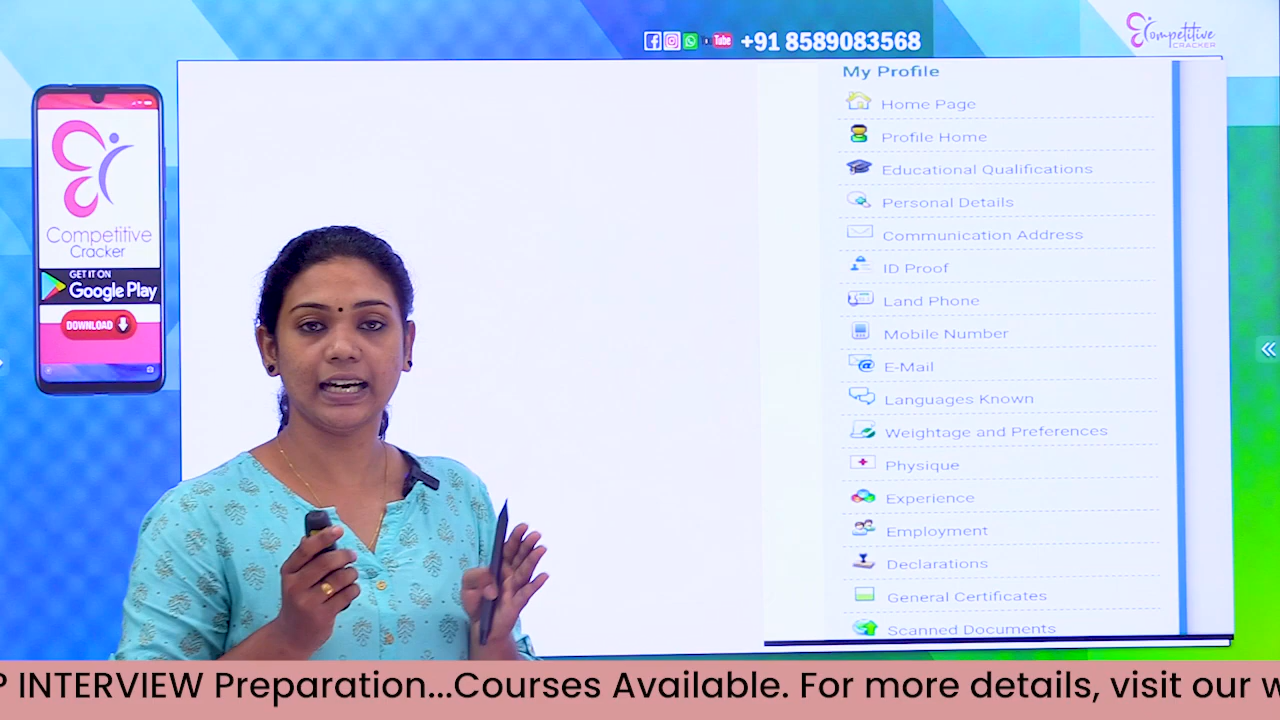 You Tube +91 8589083568
Competitive
CRACKER
My Profile
Home Page
Profile Home
Educational Qualifications
Personal Details
Communication Address
ID Proof
Land Phone
Mobile Number
E-Mail
Languages Known
Weightage and Preferences
Physique
Experience
Employment
Declarations
General Certificates
Scanned Documents
Competitive
Cracker
GET IT ON
Google Play
DOWNLOAD
P INTERVIEW Preparation...Courses Available. For more details, visit our w